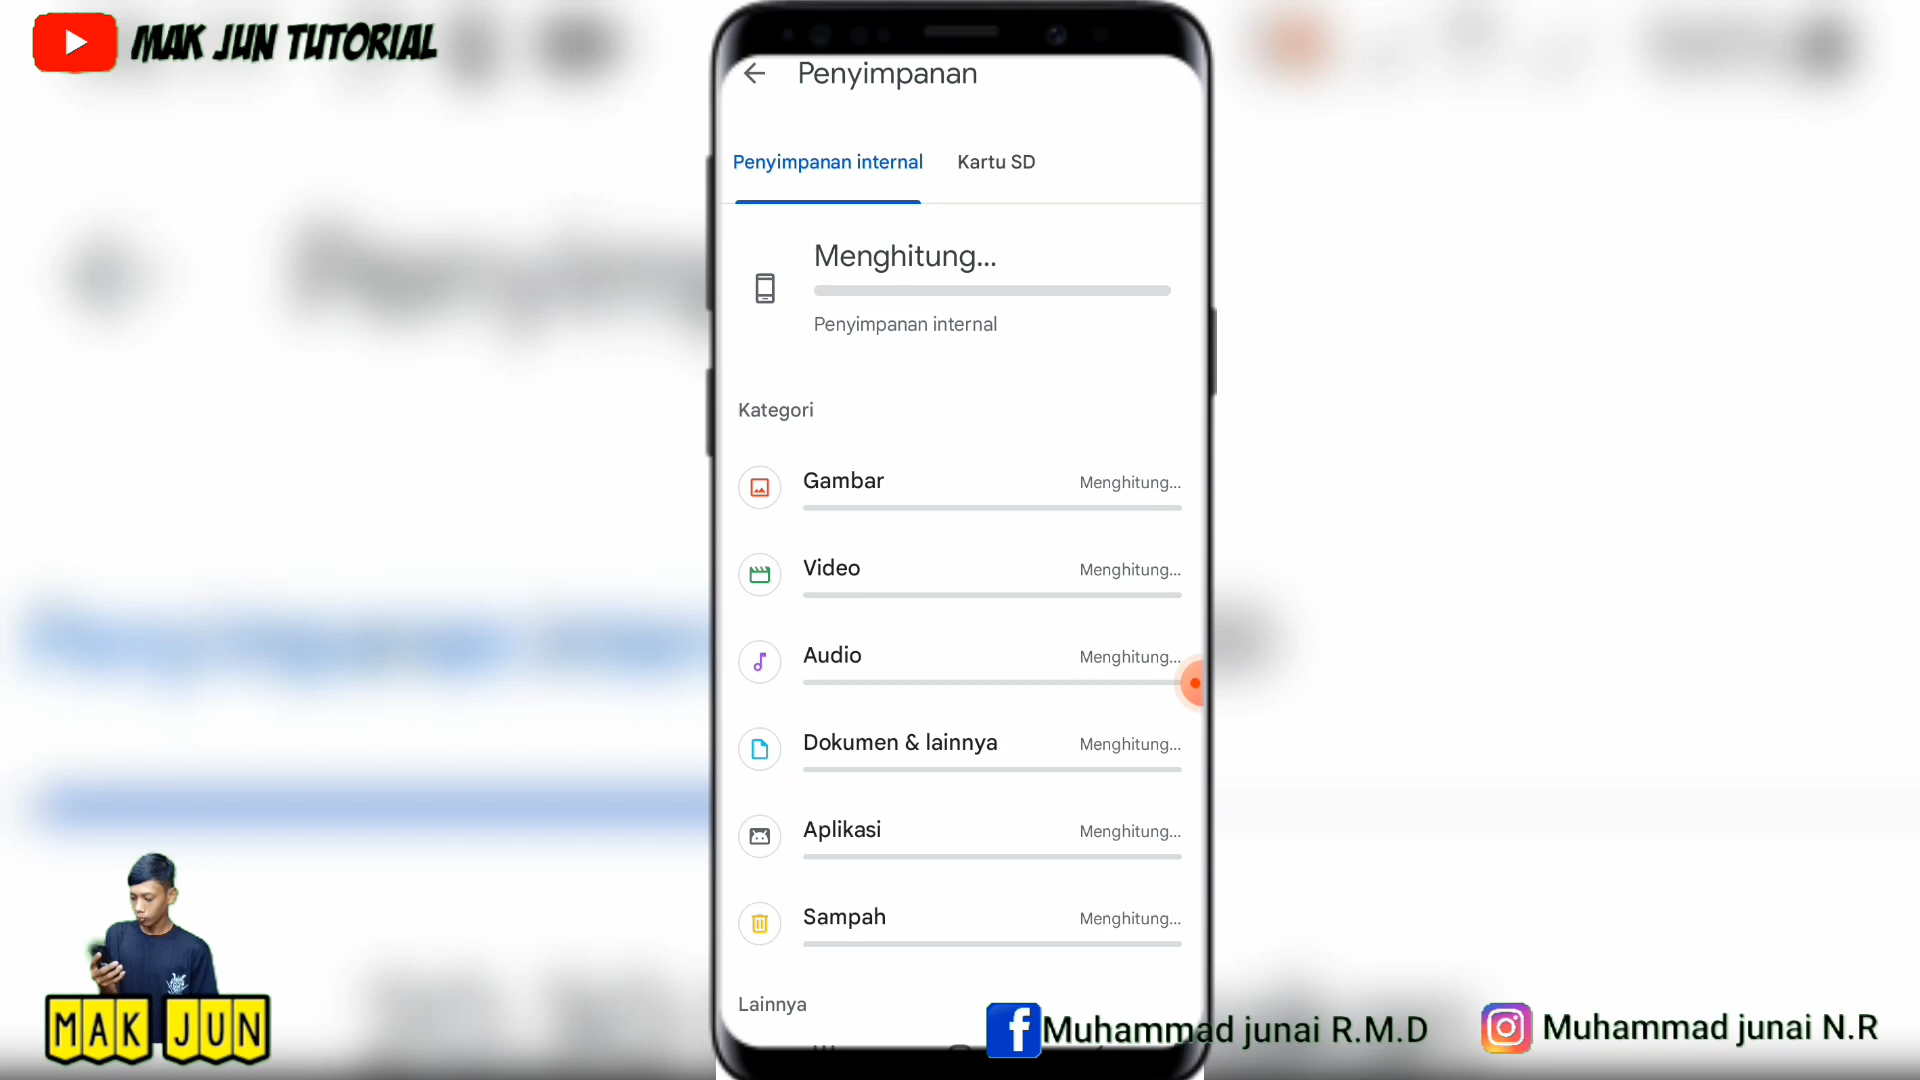 MAK JUN TUTORIAL
Penyimpanan
Penyimpanan internal
Kartu SD
Menghitung...
Penyimpanan internal
Kategori
Gambar
Menghitung...
Video
Menghitung...
Audio
Menghitung...
Dokumen & lainnya
Menghitung...
Aplikasi
Menghitung...
Sampah
Menghitung...
Lainnya
MAK JUN
Muhammad junai R.M.D
Muhammad junai N.R